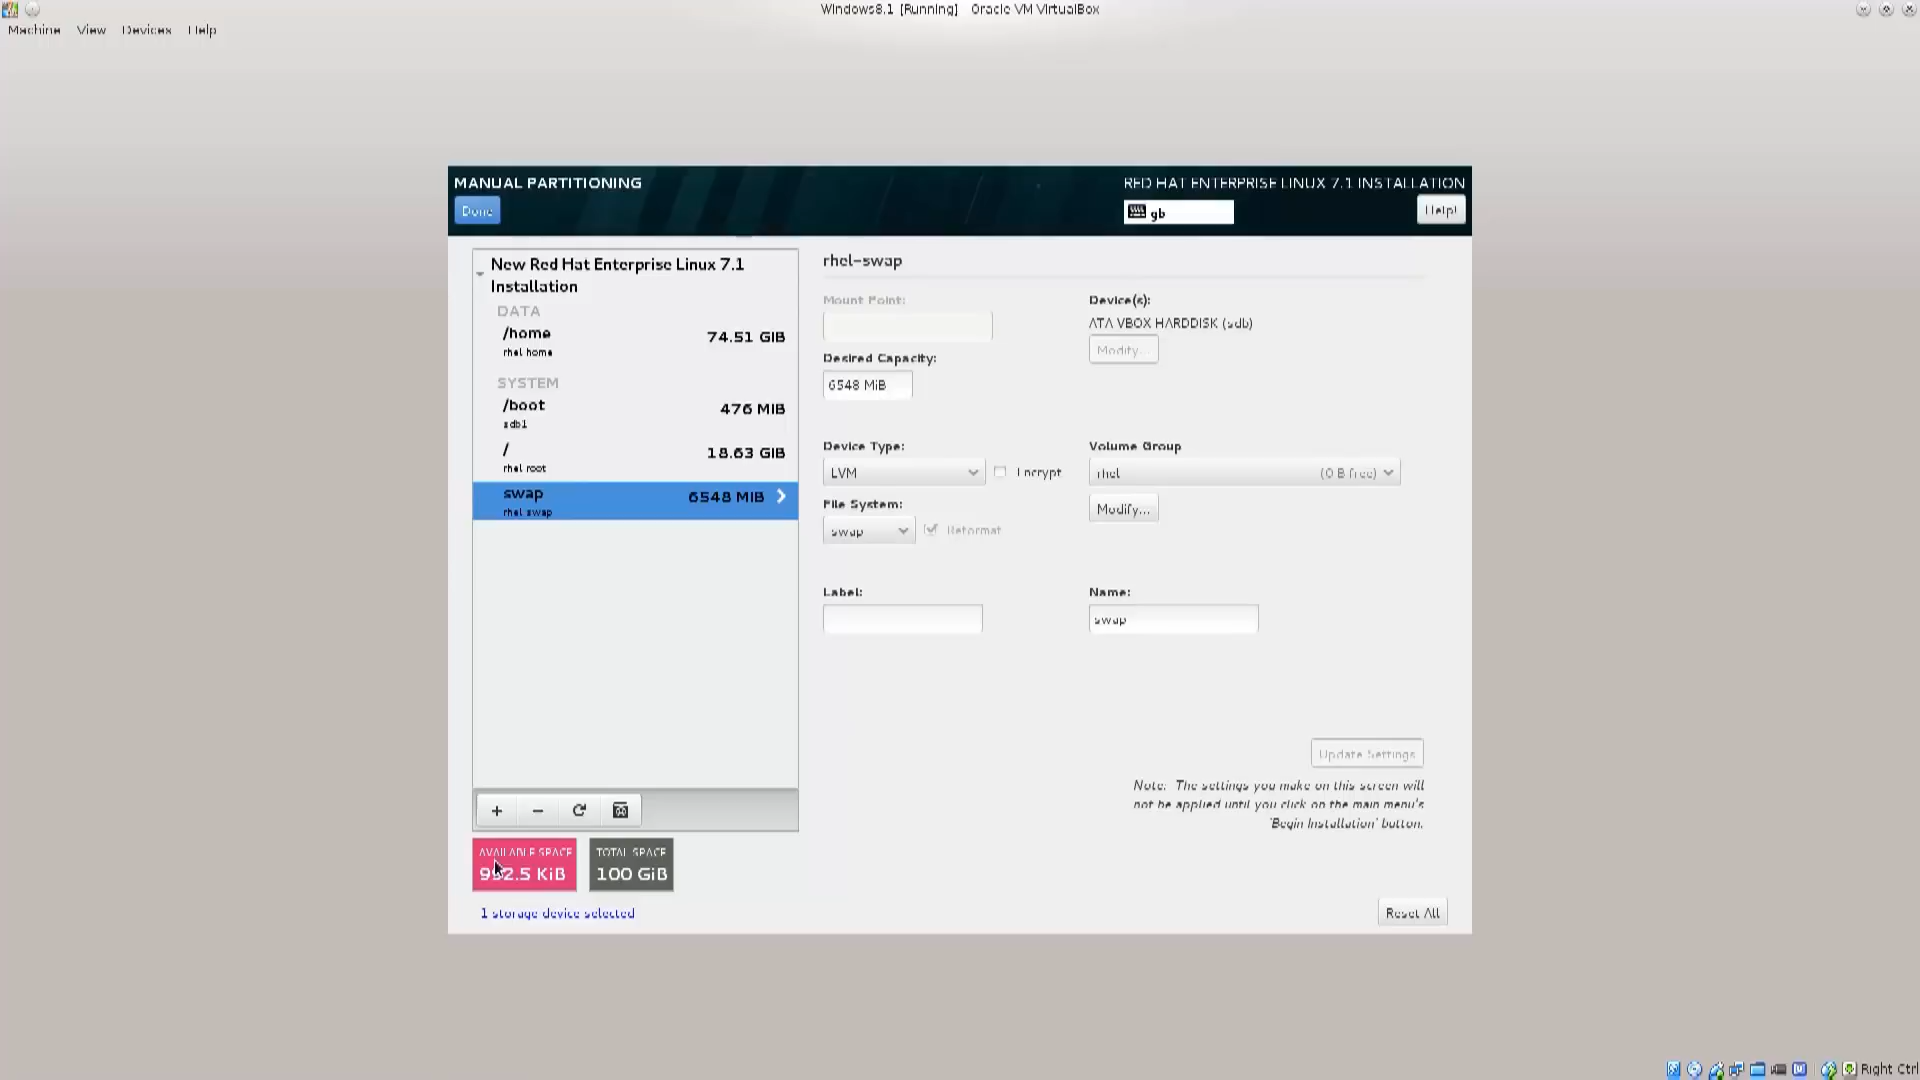 Windows8.1 [Running] Oracle VM VirtualBox
Machine View Devices Help
MANUAL PARTITIONING
RED HAT ENTERPRISE LINUX 7.1 INSTALLATION
Done
gb
Help!
New Red Hat Enterprise Linux 7.1
Installation
DATA
/home
74.51 GiB
rhel home
SYSTEM
/boot
476 MiB
sdb1
/
18.63 GiB
rhel root
swap
6548 MiB
rhel swap
rhel-swap
Mount Point:
Device(s):
ATA VBOX HARDDISK (sdb)
Modify...
Desired Capacity:
6548 MiB
Device Type:
Volume Group
LVM
Encrypt
rhel (0 B free)
File System:
Modify...
swap
Reformat
Label:
Name:
swap
Update Settings
Note: The settings you make on this screen will
not be applied until you click on the main menu's
'Begin Installation' button.
+ -
AVAILABLE SPACE
992.5 KiB
TOTAL SPACE
100 GiB
1 storage device selected
Reset All
Right Ctrl